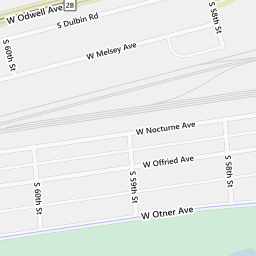 W Odwell Ave
2B
S Dulbin Rd
S 58th St
S 60th St
W Melsey Ave
W Nocturne Ave
W Offried Ave
S 60th St
S 59th St
S 58th St
W Otner Ave